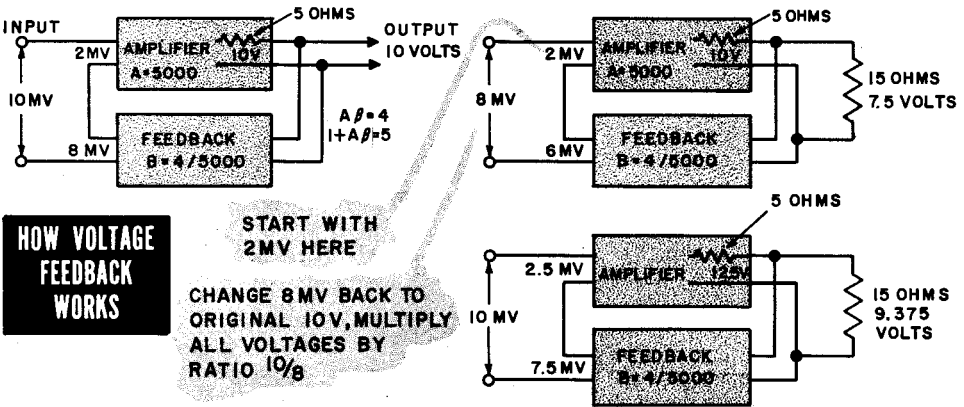 INPUT
5 OHMS
OUTPUT
10 VOLTS
2MV
AMPLIFIER
10V
A=5000
10MV
Aβ=4
1+Aβ=5
8 MV
FEEDBACK
B=4/5000
5 OHMS
2MV
AMPLIFIER
10V
A=5000
8 MV
15 OHMS
7.5 VOLTS
6MV
FEEDBACK
B=4/5000
HOW VOLTAGE
FEEDBACK
WORKS
START WITH
2MV HERE
CHANGE 8MV BACK TO
ORIGINAL 10V, MULTIPLY
ALL VOLTAGES BY
RATIO 10/8
5 OHMS
2.5 MV
AMPLIFIER
12.5V
10 MV
15 OHMS
9.375
VOLTS
7.5MV
FEEDBACK
B=4/5000